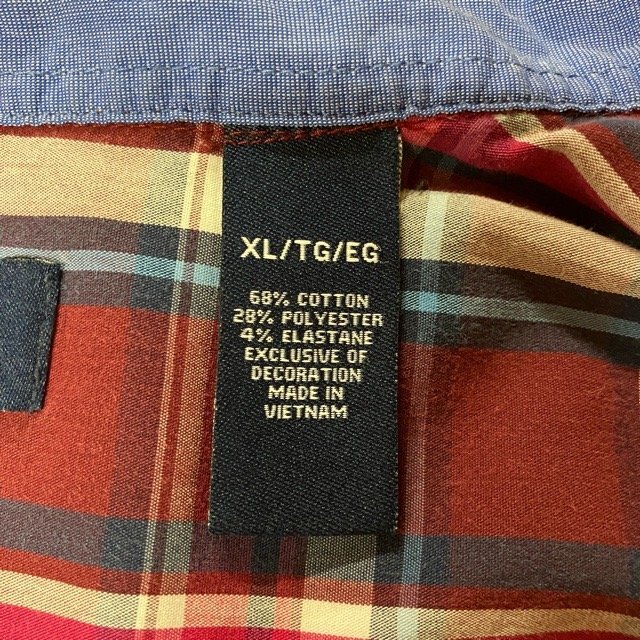 XL/TG/EG
68% COTTON
28% POLYESTER
4% ELASTANE
EXCLUSIVE OF
DECORATION
MADE IN
VIETNAM